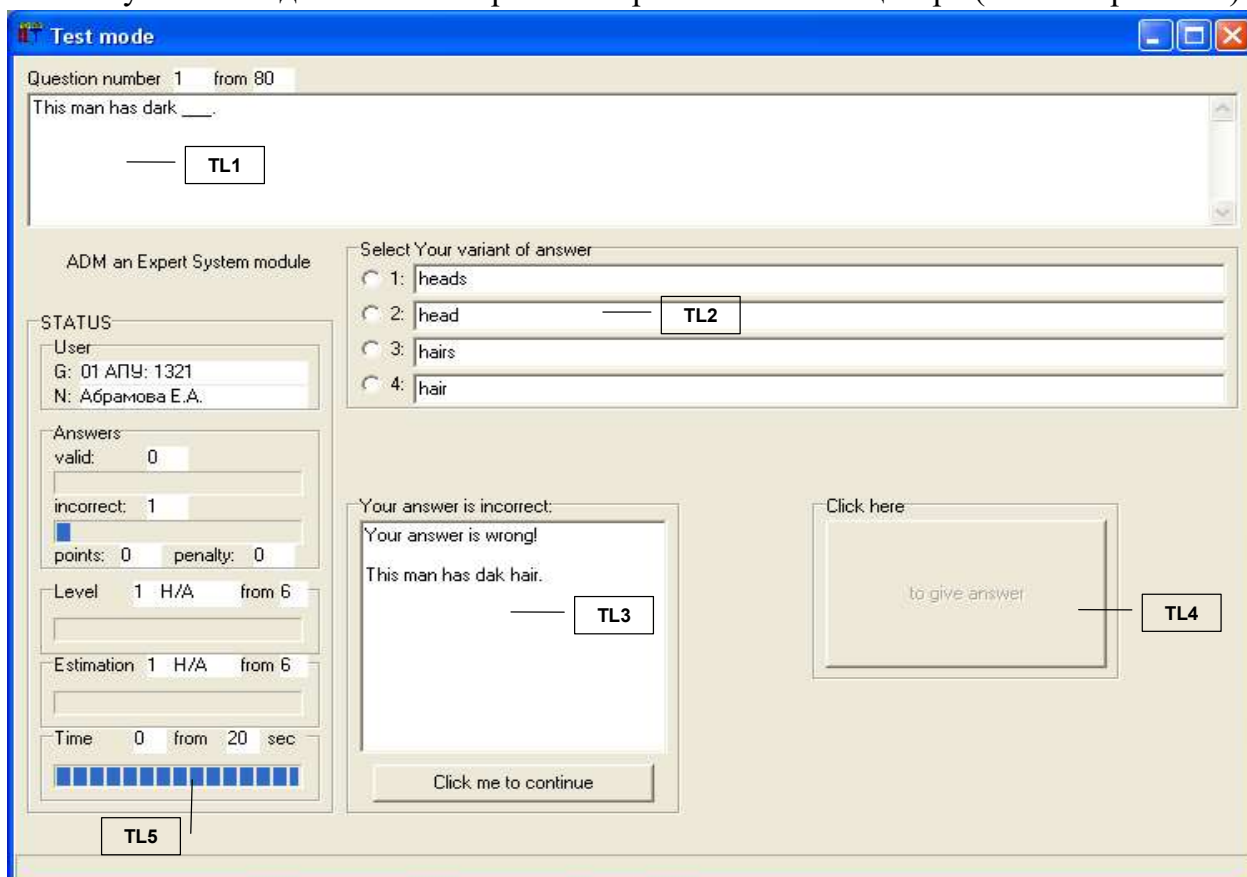 Test mode
Question number 1 from 80
This man has dark ___.
TL1
ADM an Expert System module
Select Your variant of answer
1: heads
2: head
TL2
3: hairs
4: hair
STATUS
User
G: 01 АПУ: 1321
N: Абрамова Е.А.
Answers
valid: 0
incorrect: 1
points: 0 penalty: 0
Level 1 Н/А from 6
Estimation 1 Н/А from 6
Time 0 from 20 sec
TL5
Your answer is incorrect:
Your answer is wrong!
This man has dak hair.
TL3
Click me to continue
Click here
to give answer
TL4